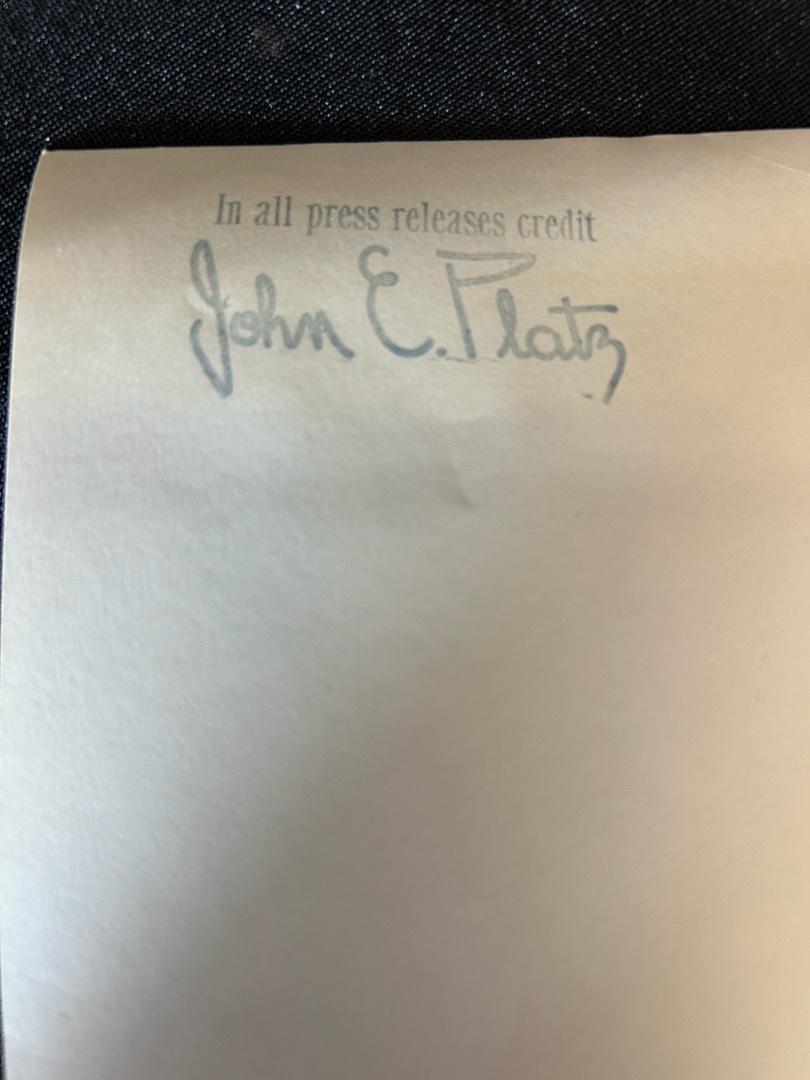 In all press releases credit
John E. Platz